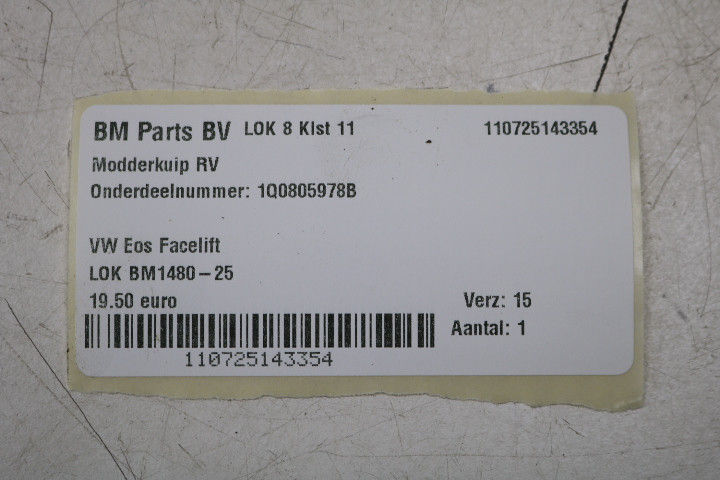 BM Parts BV LOK 8 Klst 11 110725143354
Modderkuip RV
Onderdeelnummer: 1Q0805978B
VW Eos Facelift
LOK BM1480-25
19.50 euro Verz: 15
Aantal: 1
110725143354